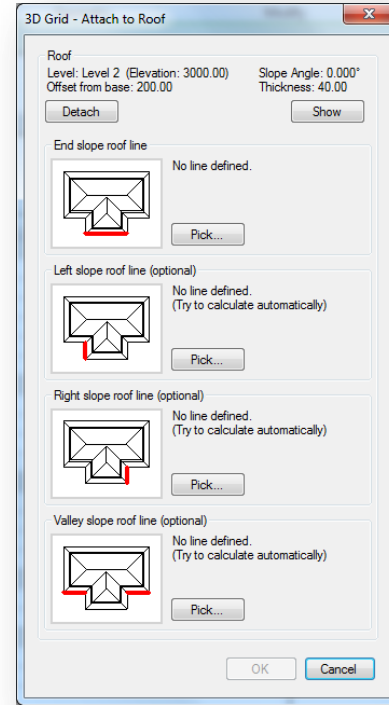 3D Grid - Attach to Roof
Roof
Level: Level 2 (Elevation: 3000.00) Slope Angle: 0.000°
Offset from base: 200.00 Thickness: 40.00
Detach Show
End slope roof line
No line defined.
Pick...
Left slope roof line (optional)
No line defined.
(Try to calculate automatically)
Pick...
Right slope roof line (optional)
No line defined.
(Try to calculate automatically)
Pick...
Valley slope roof line (optional)
No line defined.
(Try to calculate automatically)
Pick...
OK Cancel